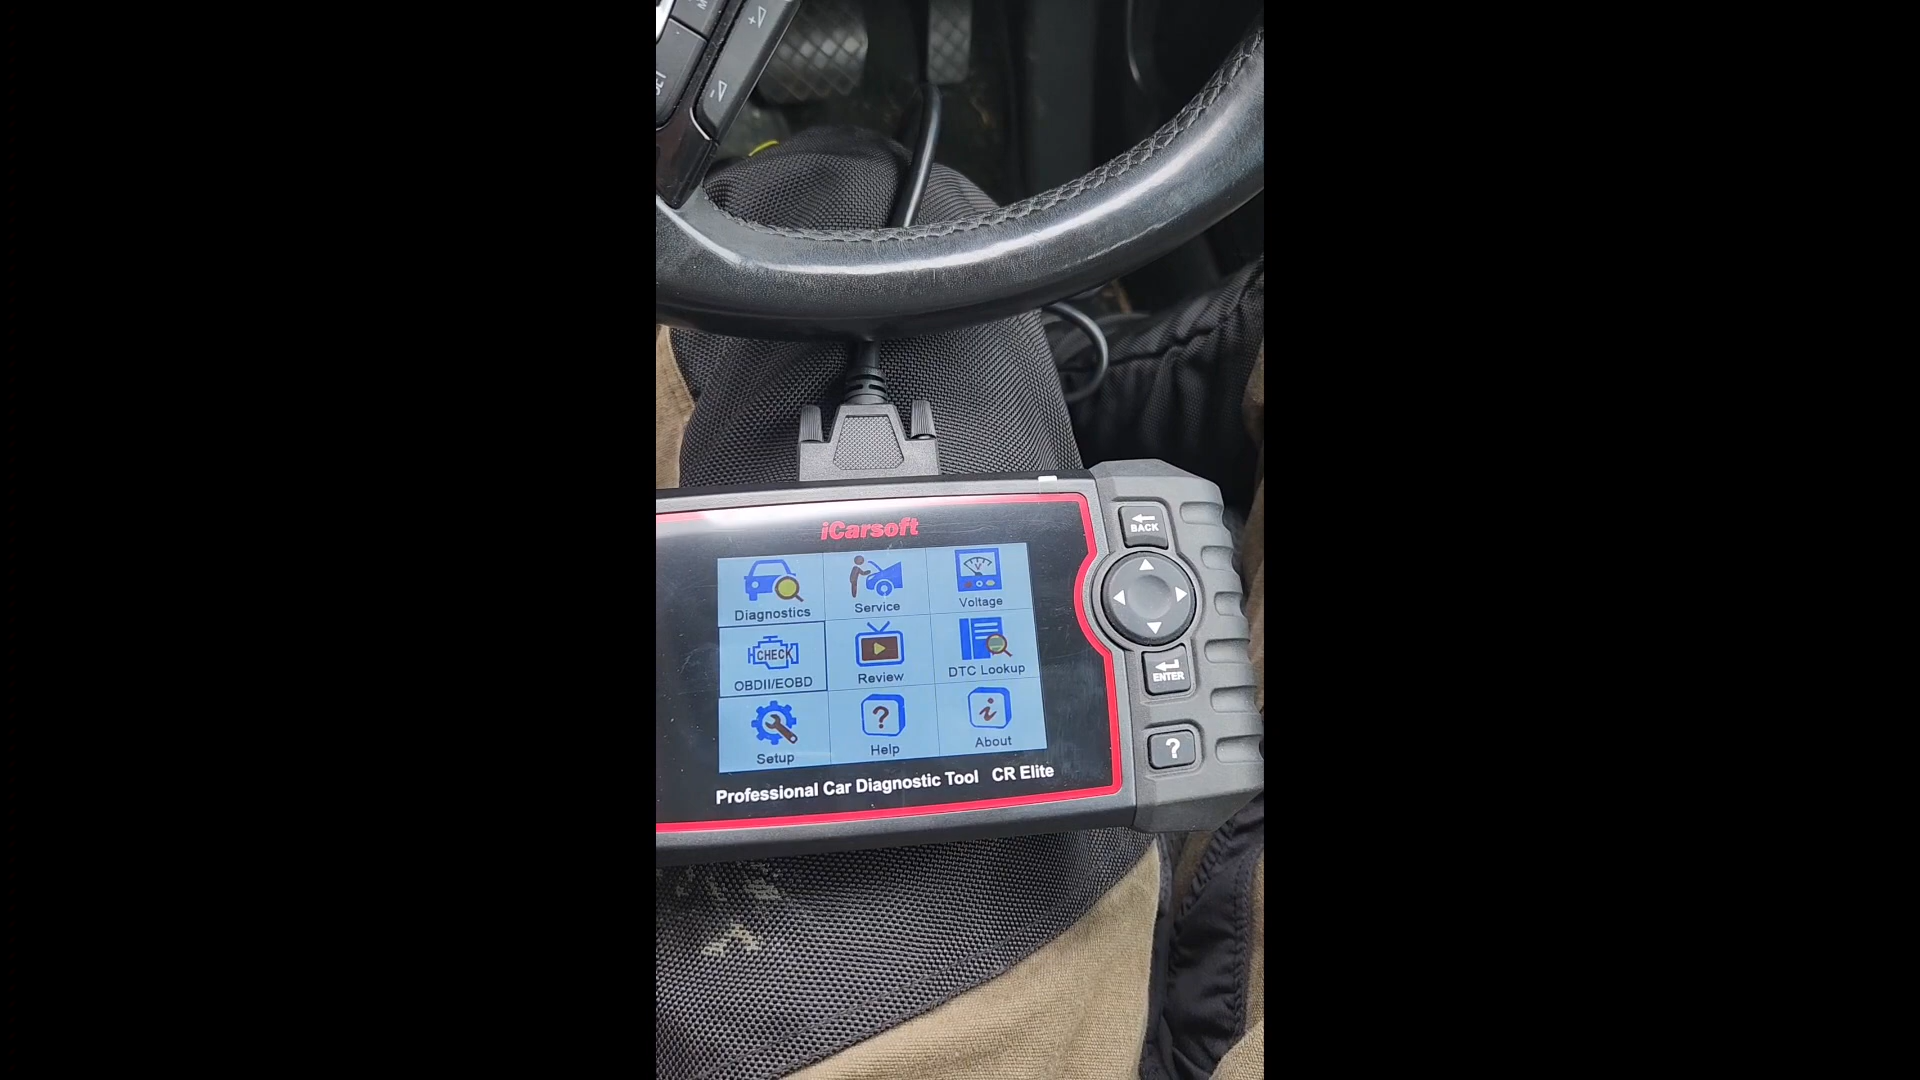 iCarsoft
Diagnostics
Service
Voltage
CHECK
OBDII/EOBD
Review
DTC Lookup
Setup
?
Help
i
About
Professional Car Diagnostic Tool CR Elite
BACK
ENTER
?